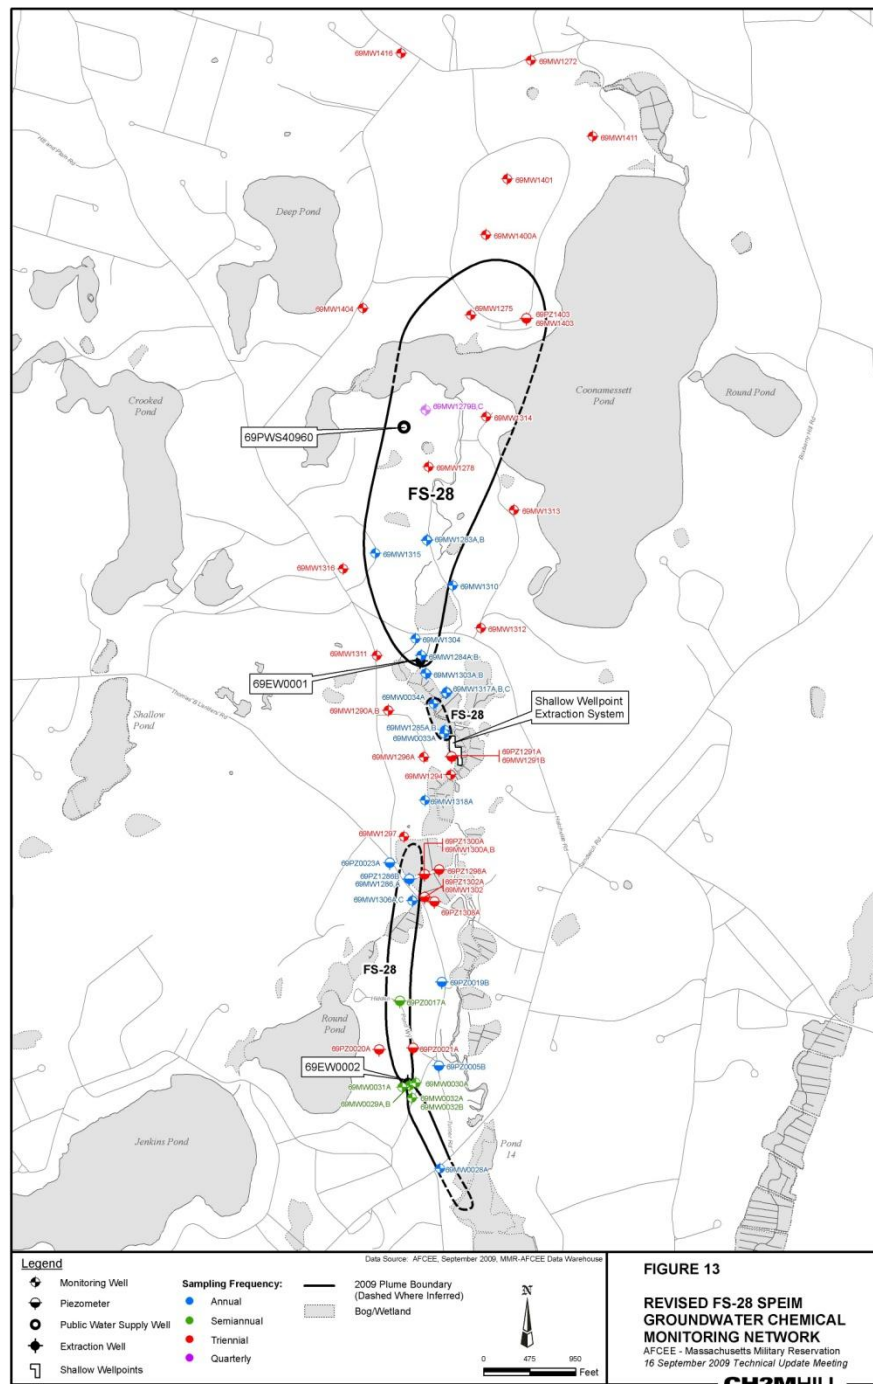 69MW1416
69MW1272
69MW1411
69MW1401
Deep Pond
69MW1400A
69MW1404
69MW1275
69PZ1403
69MW1403
Crooked
Pond
Coonamessett
Pond
Round Pond
69MW1279B,C
69MW1314
69PWS40960
69MW1278
FS-28
69MW1313
69MW1283A,B
69MW1315
69MW1316
69MW1310
69MW1312
69MW1304
69MW1311
69MW1284A,B
69EW0001
69MW1303A,B
69MW1317A,B,C
69MW0034A
Shallow Wellpoint
Extraction System
69MW1290A,B
FS-28
Shallow
Pond
69MW1285A,B
69MW0033A
69PZ1291A
69MW1291B
69MW1296A
69MW1294
69MW1318A
Sandwich Rd
69MW1297
69PZ1300A
69MW1300A,B
69PZ0023A
69PZ1298A
69PZ1286B
69MW1286,A
69PZ1302A
69MW1302
69MW1306A,C
69PZ1308A
FS-28
69PZ0019B
69PZ0017A
Round
Pond
69PZ0020A
69PZ0021A
69EW0002
69PZ0005B
69MW0031A
69MW0030A
69MW0029A,B
69MW0032A
69MW0032B
Jenkins Pond
Pond
14
69MW0028A
Legend
Data Source: AFCEE, September 2009, MMR-AFCEE Data Warehouse
Monitoring Well
Piezometer
Public Water Supply Well
Extraction Well
Shallow Wellpoints
Sampling Frequency:
Annual
Semiannual
Triennial
Quarterly
2009 Plume Boundary
(Dashed Where Inferred)
Bog/Wetland
N
0 475 950
Feet
FIGURE 13
REVISED FS-28 SPEIM
GROUNDWATER CHEMICAL
MONITORING NETWORK
AFCEE - Massachusetts Military Reservation
16 September 2009 Technical Update Meeting
CH2MHILL